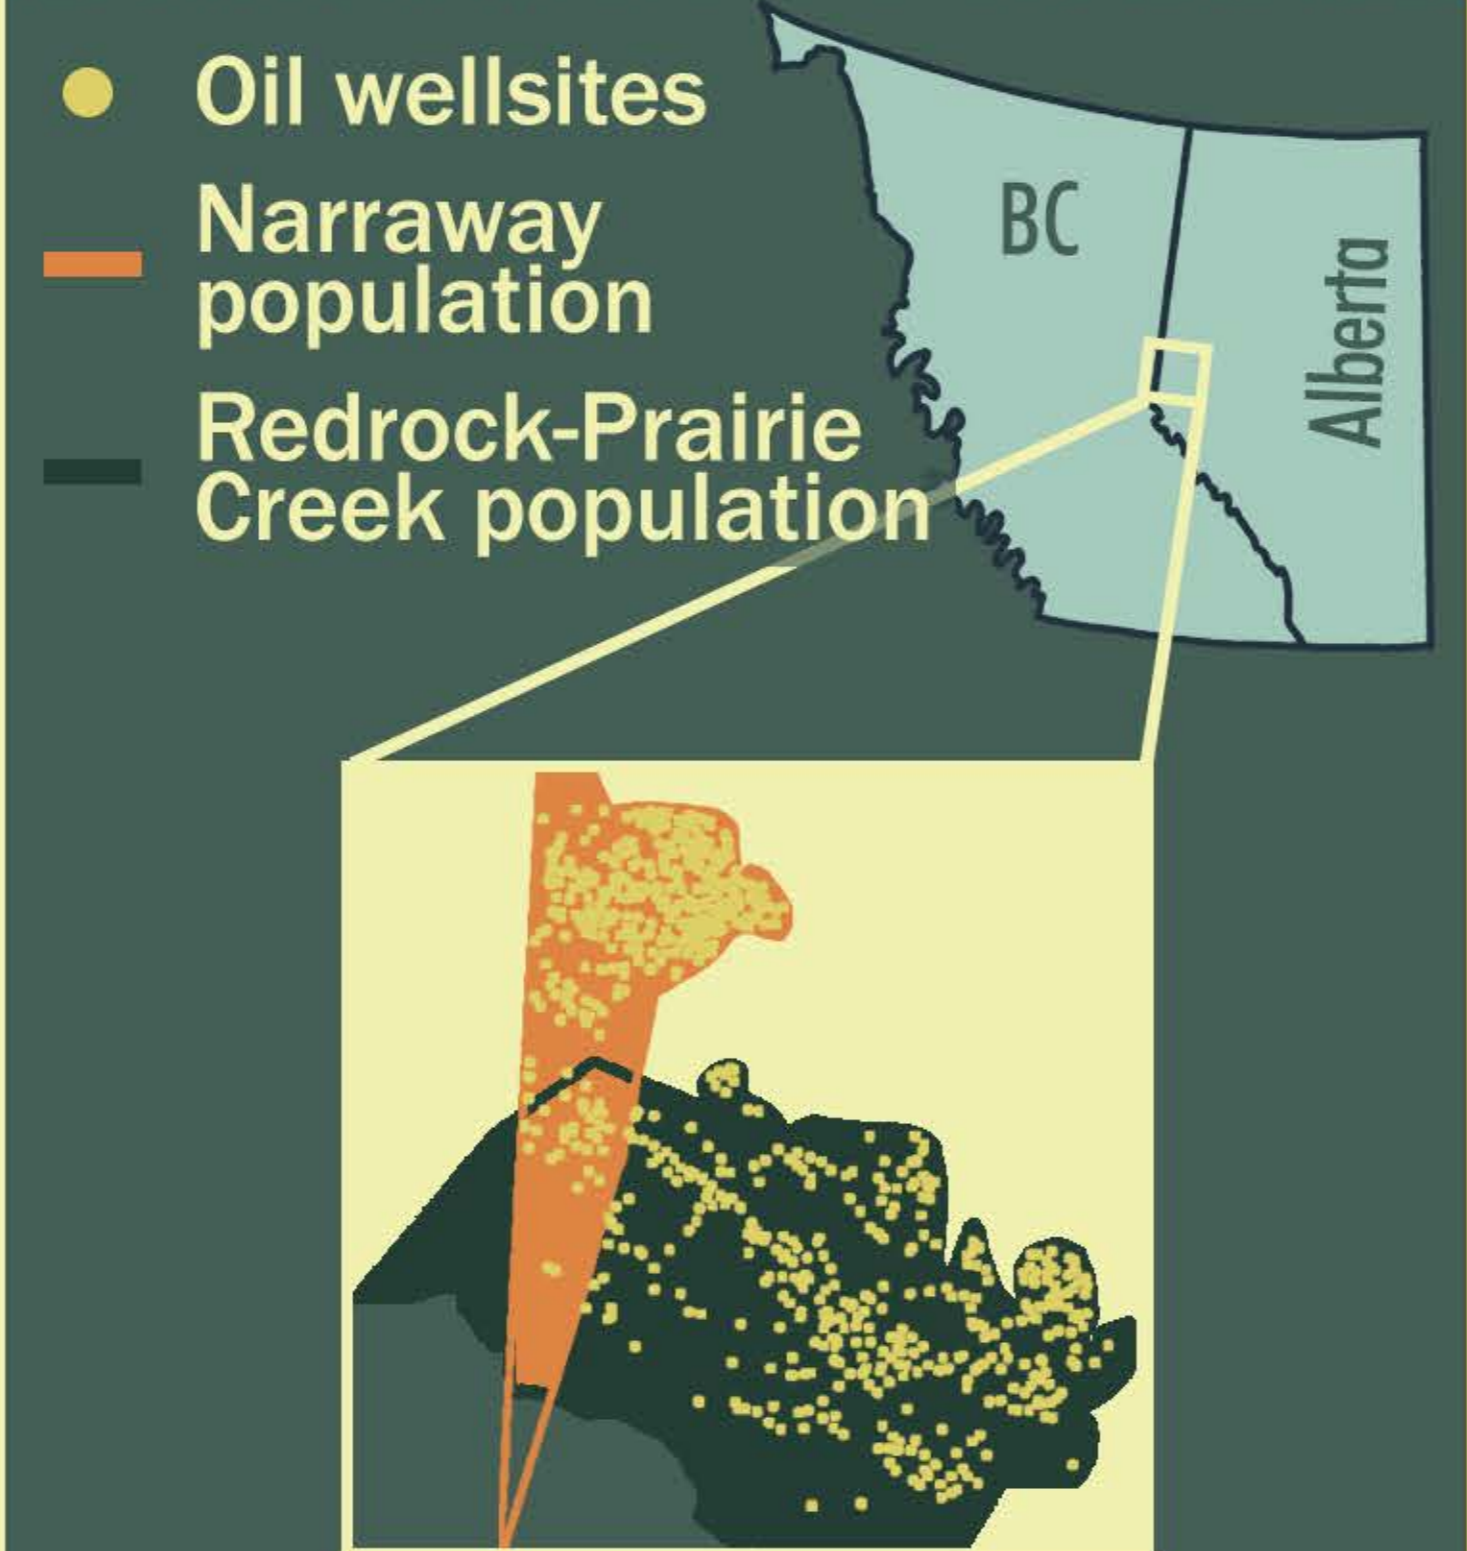 Oil wellsites
Narraway
population
Redrock-Prairie
Creek population
BC
Alberta